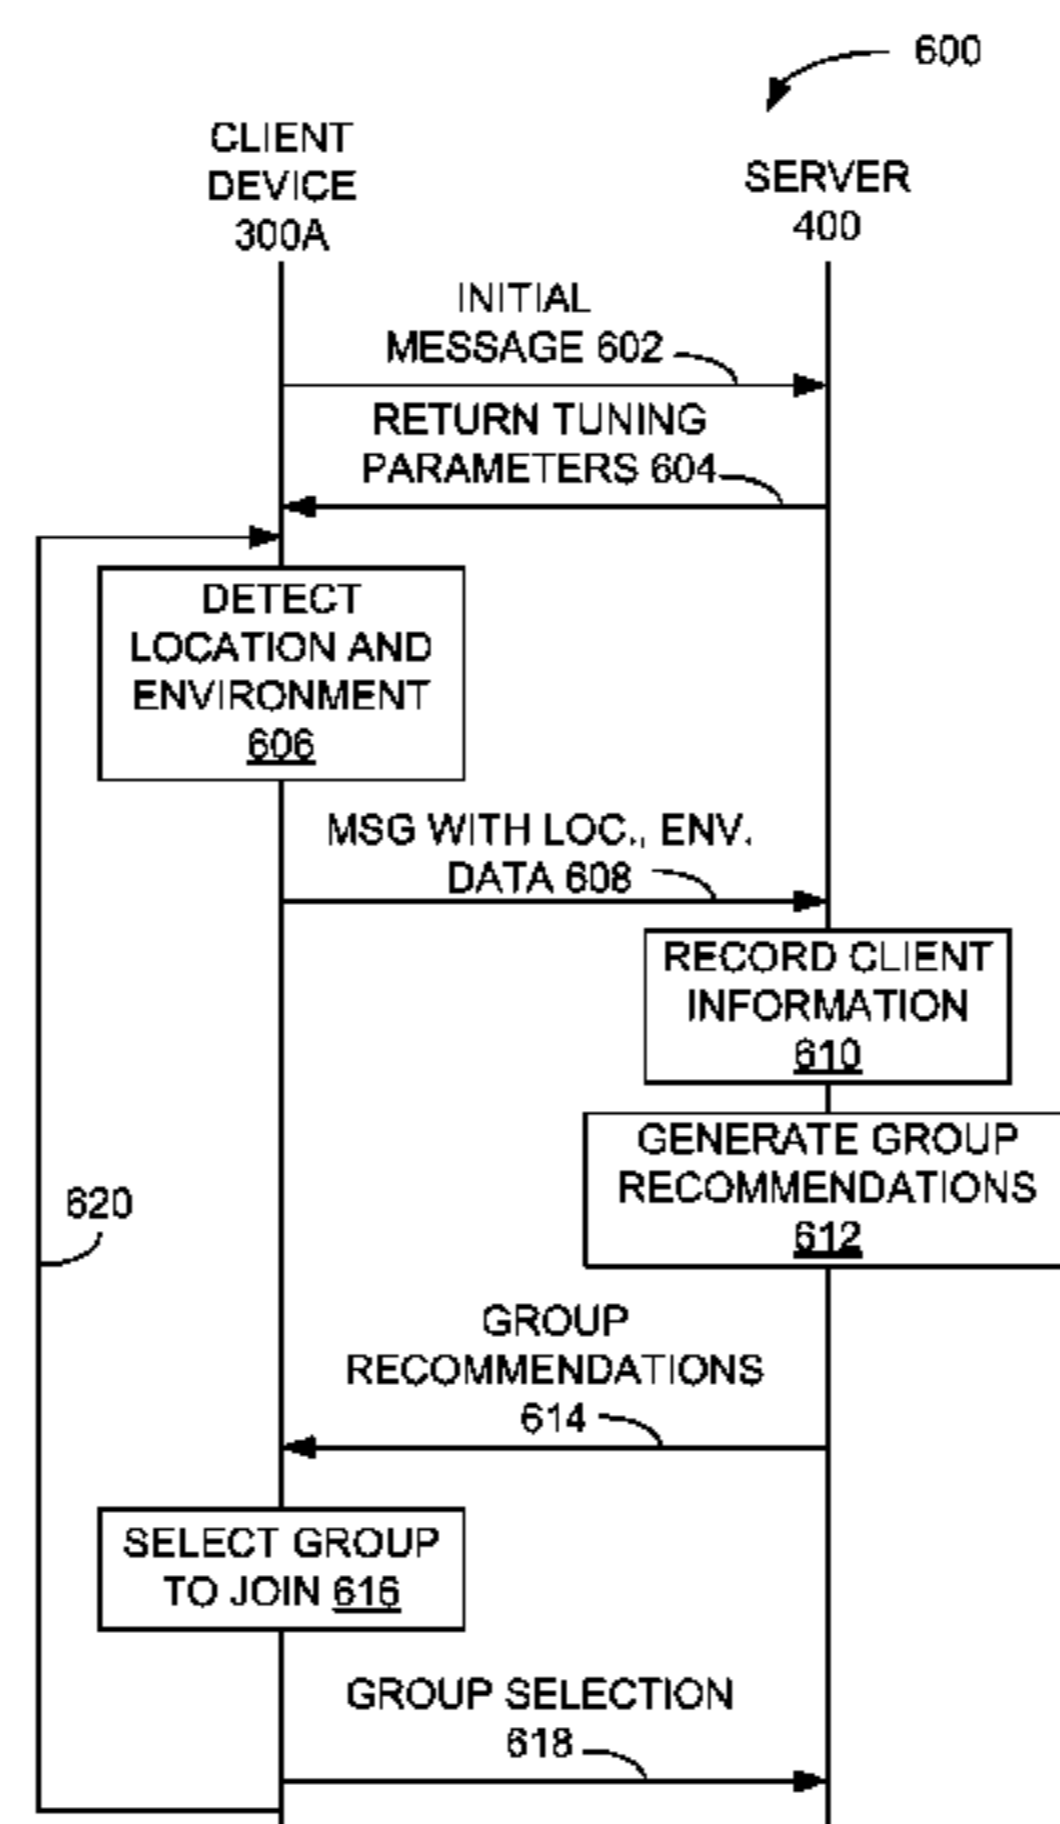 600
CLIENT
DEVICE
300A
SERVER
400
INITIAL
MESSAGE 602
RETURN TUNING
PARAMETERS 604
DETECT
LOCATION AND
ENVIRONMENT
606
MSG WITH LOC., ENV.
DATA 608
RECORD CLIENT
INFORMATION
610
GENERATE GROUP
RECOMMENDATIONS
612
620
GROUP
RECOMMENDATIONS
614
SELECT GROUP
TO JOIN 616
GROUP SELECTION
618